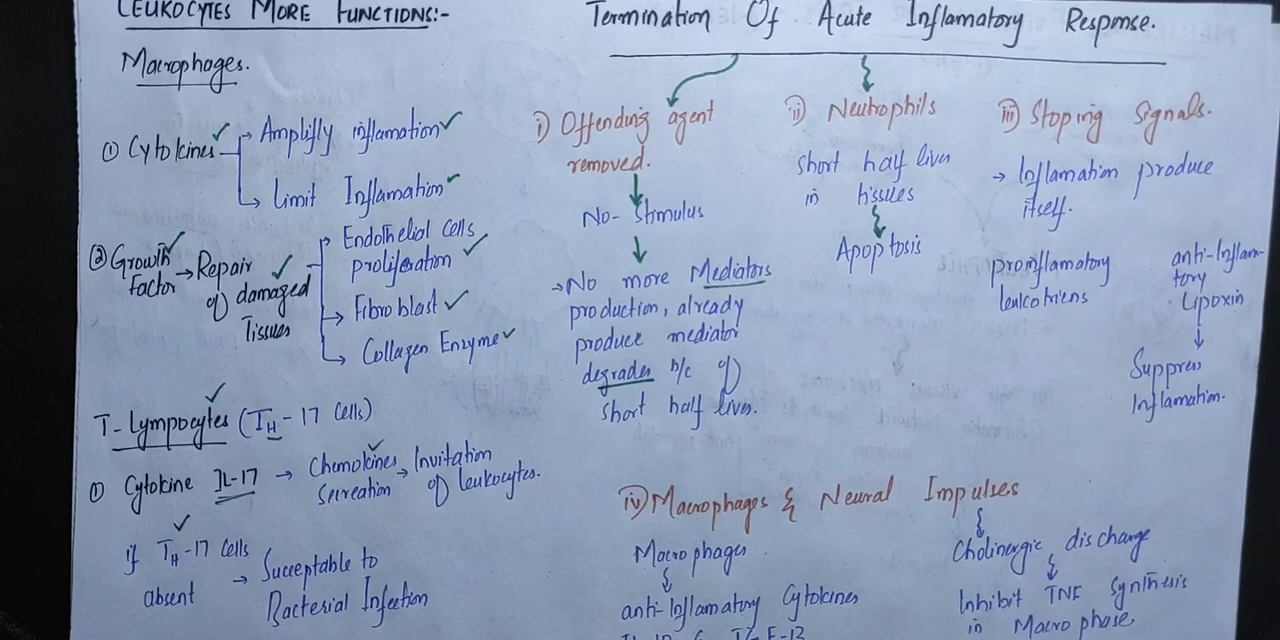 LEUKOCYTES MORE FUNCTIONS:-
Macrophages.
① Cytokines
Amplifly inflamation
Limit Inflamation
② Growth Factor → Repair of damaged Tissues
Endothelial Cells
proliferation
Fibroblast
Collagen Enzyme
T-Lympocytes (TH-17 Cells)
① Cytokine IL-17 → Chemokines → Invitation
Secreation of leukocytes.
if TH-17 Cells
absent → Succeptable to
Bacterial Infection
Termination Of Acute Inflamatory Response.
i) Offending agent
removed.
No-Stimulus
→ No more Mediators
production, already
produce mediator
degrades b/c of
short half lives.
ii) Neutrophils
short half lives
in tissues
Apoptosis
iii) Stoping Signals.
→ Inflamation produce
itself.
proinflamatory
leucotriens
anti-Inflam-
tory
Lipoxin
Suppress
Inflamation.
iv) Macrophages & Neural Impulses
Macrophages
anti-Inflamatory Cytokines
Cholinergic discharge
Inhibit TNF Synthesis
in Macrophase.